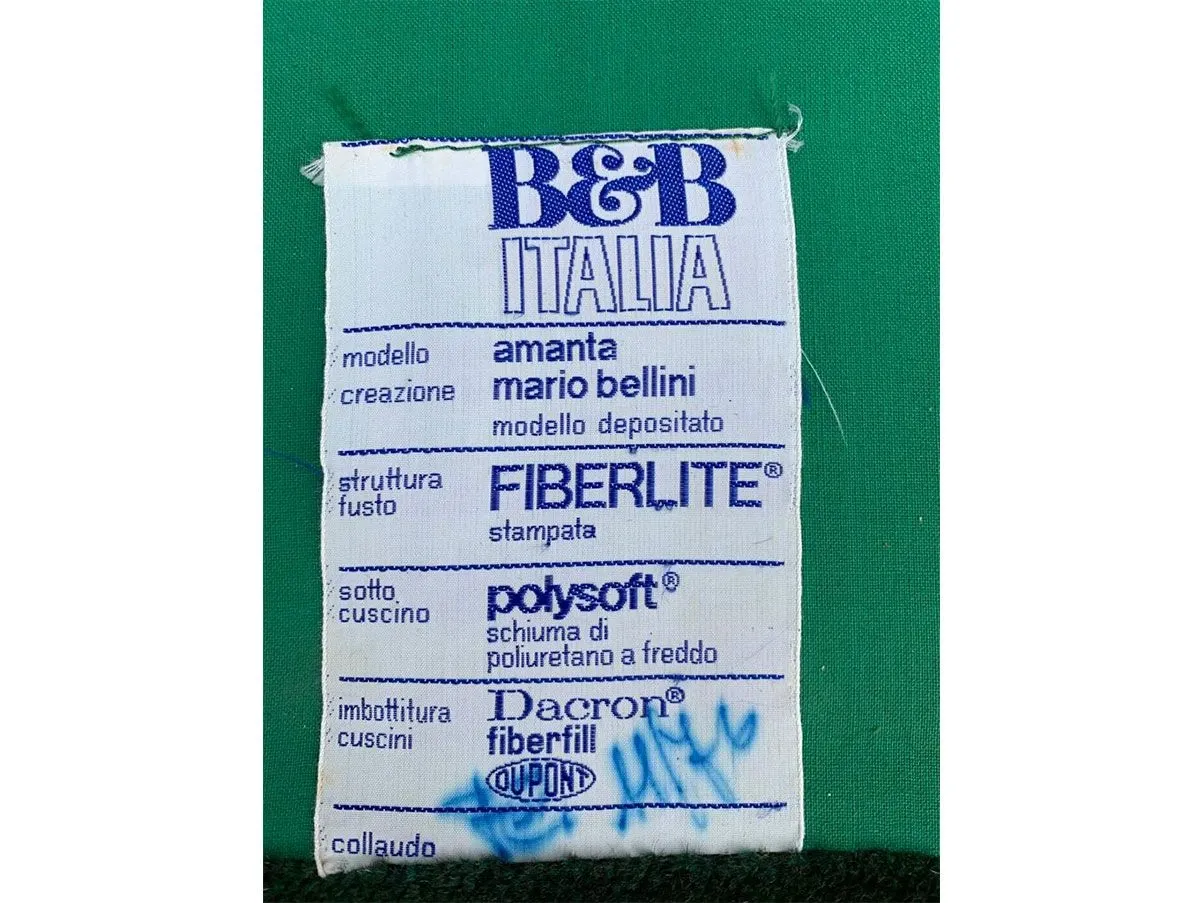 B&B
ITALIA
modello amanta
creazione mario bellini
modello depositato
struttura fusto FIBERLITE®
stampata
sotto cuscino polysoft®
schiuma di
poliuretano a freddo
imbottitura cuscini Dacron®
fiberfill
DUPONT
collaudo